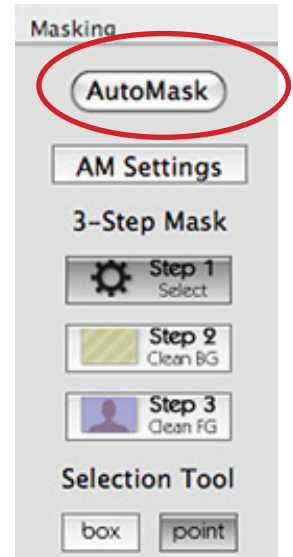 Masking
AutoMask
AM Settings
3-Step Mask
Step 1
Select
Step 2
Clean BG
Step 3
Clean FG
Selection Tool
box point